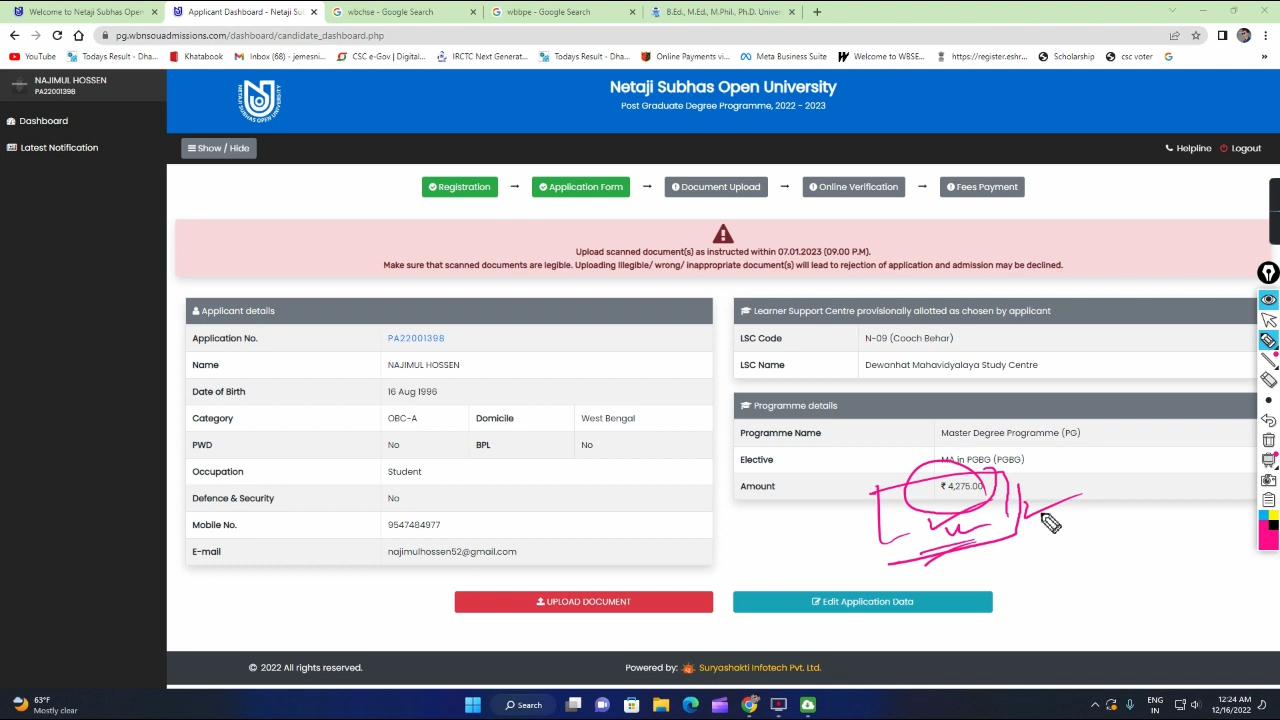 Welcome to Netaji Subhas Open
Applicant Dashboard - Netaji Sub
wbchse - Google Search
wbbpe - Google Search
B.Ed., M.Ed., M.Phil., Ph.D. Univer
pg.wbnsouadmissions.com/dashboard/candidate_dashboard.php
YouTube
Todays Result - Dha...
Khatabook
Inbox (68) - jemesni...
CSC e-Gov | Digital...
IRCTC Next Generat...
Todays Result - Dha...
Online Payments vi...
Meta Business Suite
Welcome to WBSE...
https://register.eshr...
Scholarship
csc voter
NAJIMUL HOSSEN
PA22001398
Dashboard
Latest Notification
NETAJI SUBHAS OPEN UNIVERSITY
Netaji Subhas Open University
Post Graduate Degree Programme, 2022 - 2023
Show / Hide
Helpline
Logout
Registration
Application Form
Document Upload
Online Verification
Fees Payment
Upload scanned document(s) as instructed within 07.01.2023 (09.00 P.M).
Make sure that scanned documents are legible. Uploading Illegible/ wrong/ inappropriate document(s) will lead to rejection of application and admission may be declined.
Applicant details
Application No. PA22001398
Name NAJIMUL HOSSEN
Date of Birth 16 Aug 1996
Category OBC-A Domicile West Bengal
PWD No BPL No
Occupation Student
Defence & Security No
Mobile No. 9547484977
E-mail najimulhossen52@gmail.com
Learner Support Centre provisionally allotted as chosen by applicant
LSC Code N-09 (Cooch Behar)
LSC Name Dewanhat Mahavidyalaya Study Centre
Programme details
Programme Name Master Degree Programme (PG)
Elective MA in PGBG (PGBG)
Amount ₹ 4,275.00
UPLOAD DOCUMENT
Edit Application Data
© 2022 All rights reserved.
Powered by: Suryashakti Infotech Pvt. Ltd.
63°F
Mostly clear
Search
ENG
IN
12:24 AM
12/16/2022